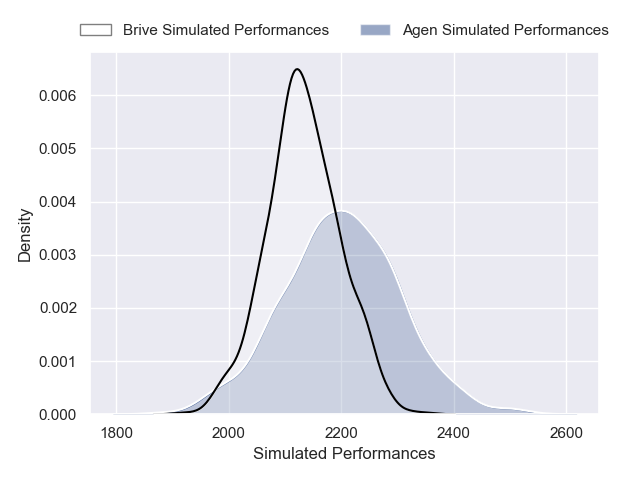 Brive Simulated Performances Agen Simulated Performances
0.006
0.005
0.004
0.003
0.002
0.001
0.000
Density
1800 2000 2200 2400 2600
Simulated Performances